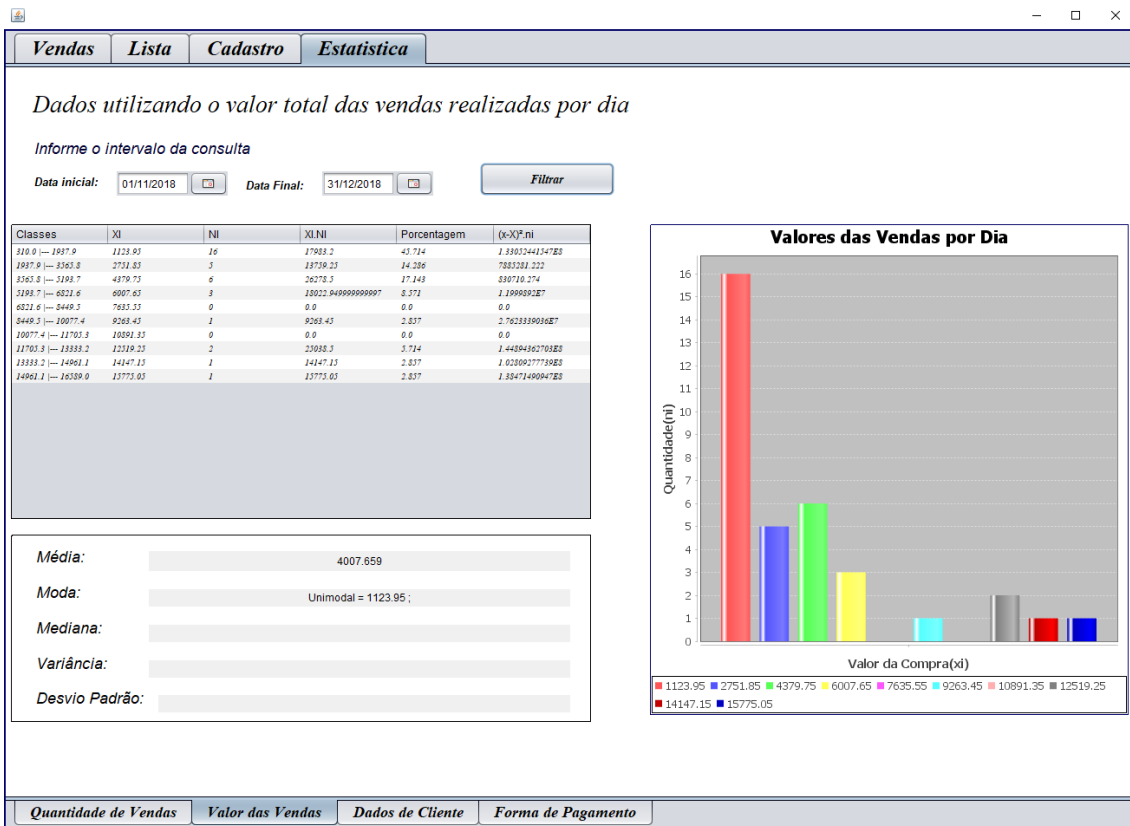 Vendas Lista Cadastro Estatistica
Dados utilizando o valor total das vendas realizadas por dia
Informe o intervalo da consulta
Data inicial: 01/11/2018 Data Final: 31/12/2018 Filtrar
Classes XI NI XI.NI Porcentagem (x-X)².ni
310.0 |--- 1937.9 1123.95 16 17983.2 45.714 1.33052441547E8
1937.9 |--- 3565.8 2751.85 5 13759.25 14.286 7885281.222
3565.8 |--- 5193.7 4379.75 6 26278.5 17.143 830710.274
5193.7 |--- 6821.6 6007.65 3 18022.949999999997 8.571 1.1999892E7
6821.6 |--- 8449.5 7635.55 0 0.0 0.0 0.0
8449.5 |--- 10077.4 9263.45 1 9263.45 2.857 2.7623339036E7
10077.4 |--- 11705.3 10891.35 0 0.0 0.0 0.0
11705.3 |--- 13333.2 12519.25 2 25038.5 5.714 1.44894362703E8
13333.2 |--- 14961.1 14147.15 1 14147.15 2.857 1.02809277739E8
14961.1 |--- 16589.0 15775.05 1 15775.05 2.857 1.38471490947E8
Média: 4007.659
Moda: Unimodal = 1123.95 ;
Mediana:
Variância:
Desvio Padrão:
Valores das Vendas por Dia
Quantidade(ni)
16
15
14
13
12
11
10
9
8
7
6
5
4
3
2
1
0
Valor da Compra(xi)
1123.95 2751.85 4379.75 6007.65 7635.55 9263.45 10891.35 12519.25
14147.15 15775.05
Quantidade de Vendas Valor das Vendas Dados de Cliente Forma de Pagamento